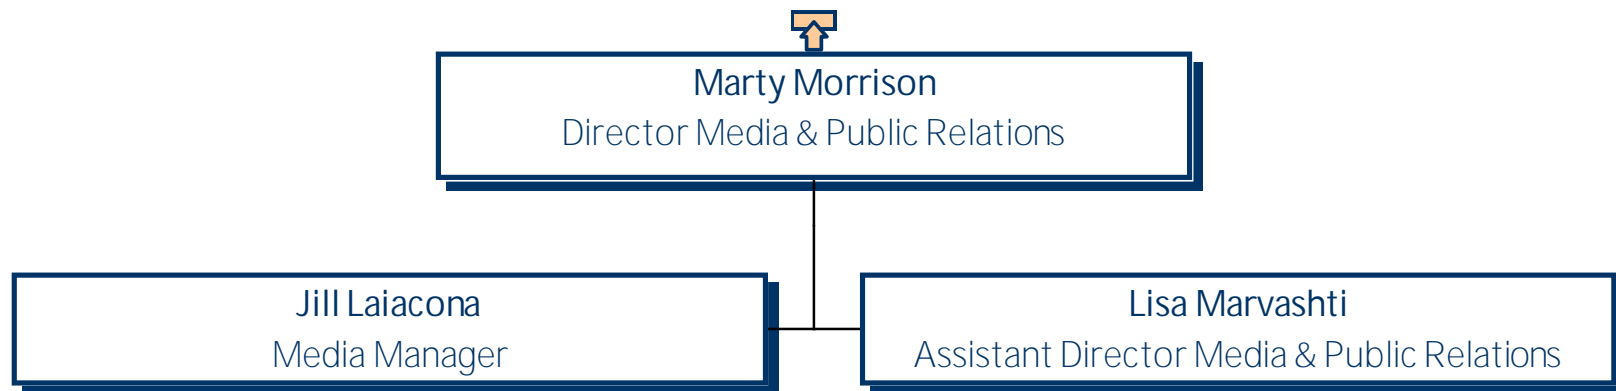 Marty Morrison
Director Media & Public Relations
Jill Laiacona
Media Manager
Lisa Marvashti
Assistant Director Media & Public Relations